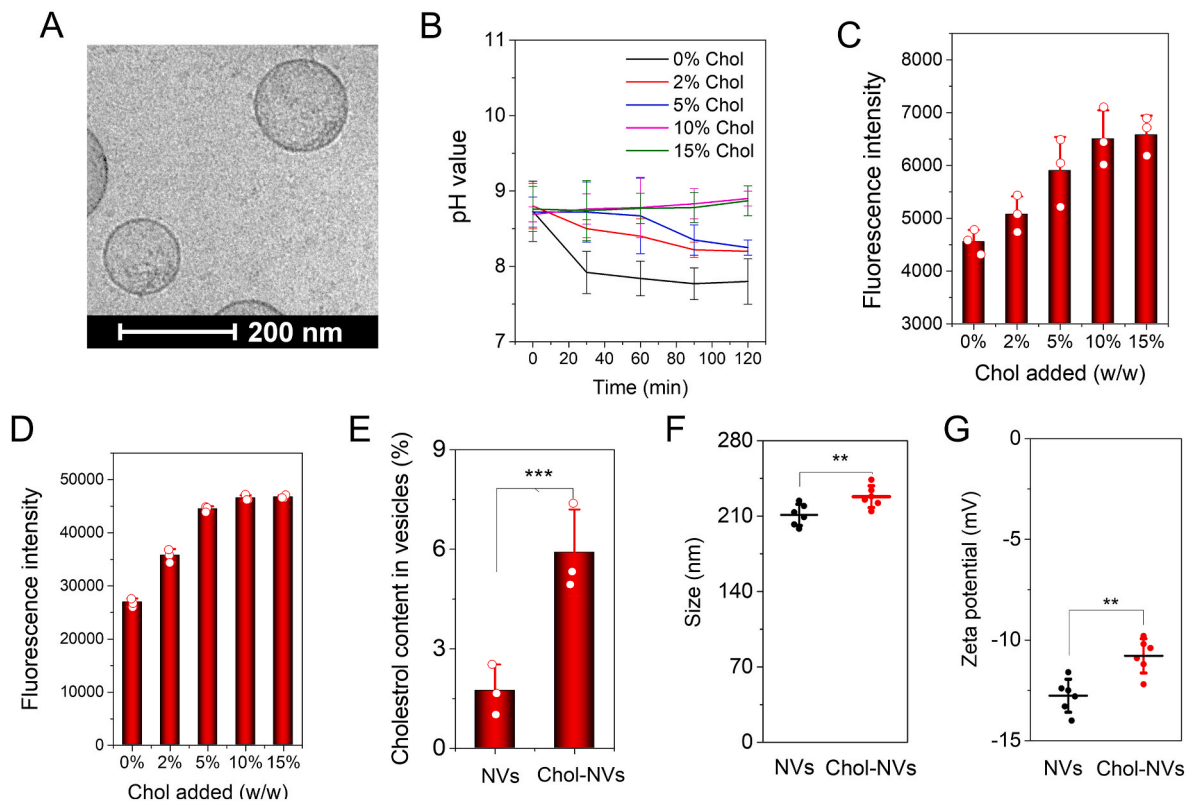 A
200 nm
B
11
10
9
8
7
pH value
0% Chol
2% Chol
5% Chol
10% Chol
15% Chol
0 20 40 60 80 100 120
Time (min)
C
8000
7000
6000
5000
4000
3000
Fluorescence intensity
0% 2% 5% 10% 15%
Chol added (w/w)
D
50000
40000
30000
20000
10000
0
Fluorescence intensity
0% 2% 5% 10% 15%
Chol added (w/w)
E
9
6
3
0
Cholestrol content in vesicles (%)
***
NVs Chol-NVs
F
280
210
140
70
0
Size (nm)
**
NVs Chol-NVs
G
0
-5
-10
-15
Zeta potential (mV)
**
NVs Chol-NVs